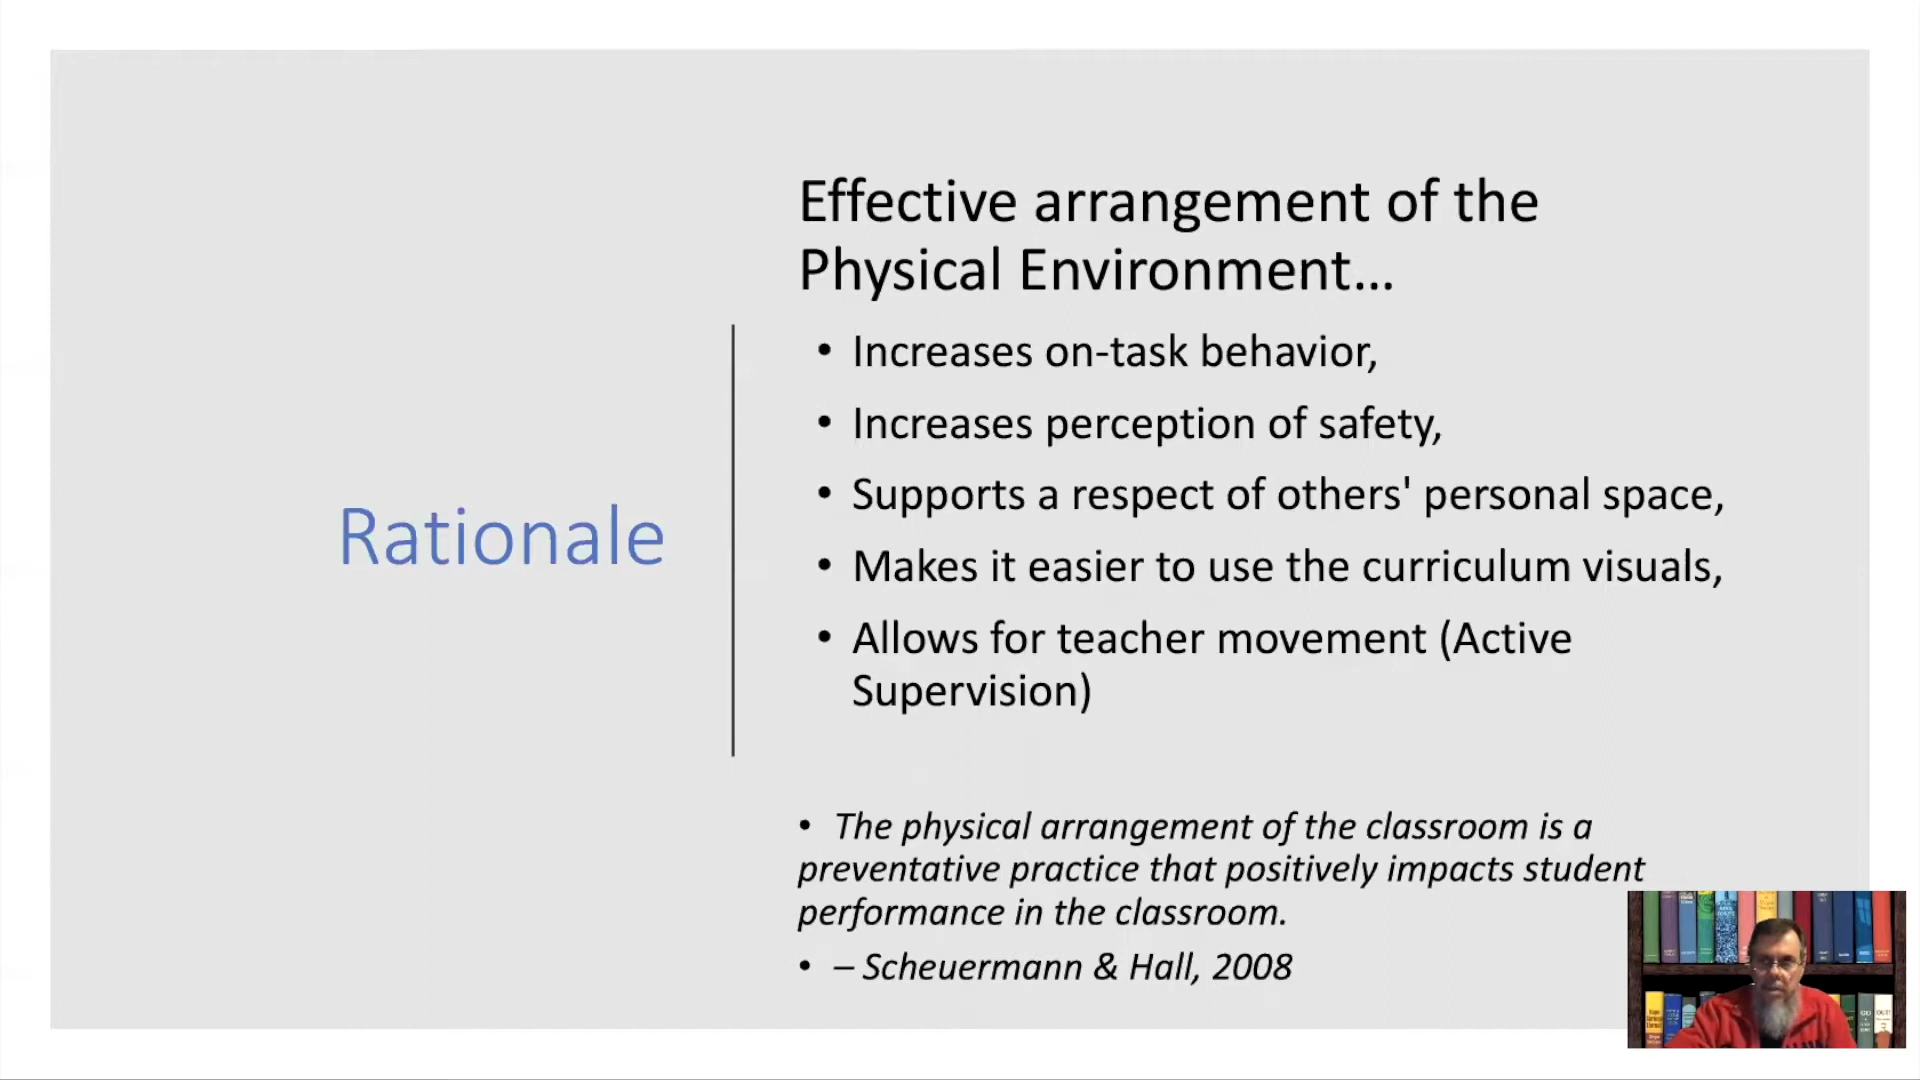 Rationale
Effective arrangement of the
Physical Environment...
• Increases on-task behavior,
• Increases perception of safety,
• Supports a respect of others' personal space,
• Makes it easier to use the curriculum visuals,
• Allows for teacher movement (Active
Supervision)
• The physical arrangement of the classroom is a
preventative practice that positively impacts student
performance in the classroom.
• – Scheuermann & Hall, 2008